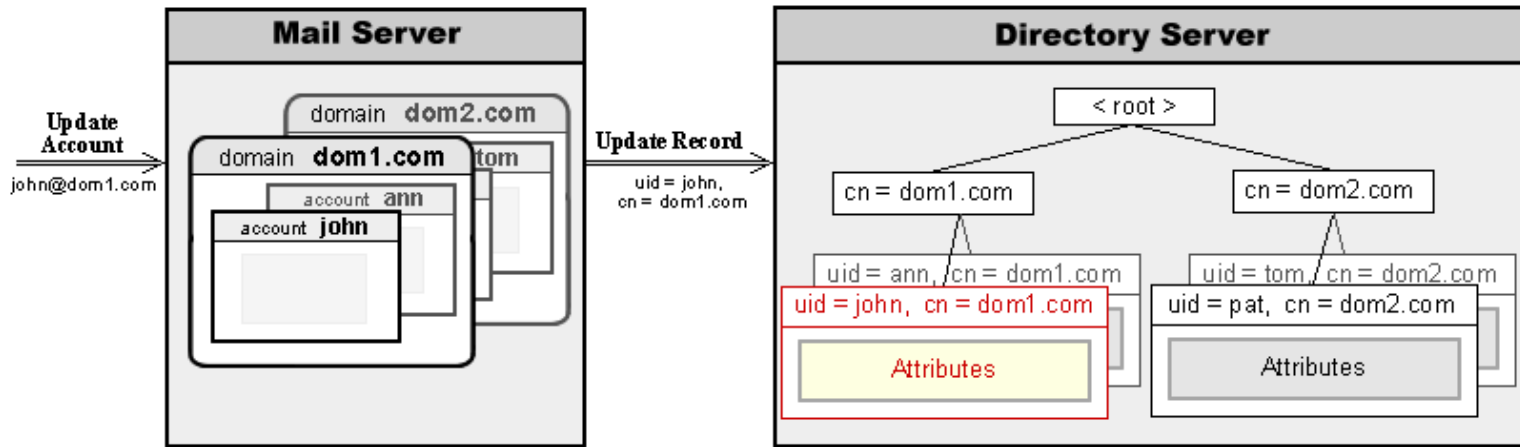 Mail Server
Directory Server
Update
Account
john@dom1.com
domain dom2.com
tom
domain dom1.com
account ann
account john
Update Record
uid = john,
cn = dom1.com
< root >
cn = dom1.com
cn = dom2.com
uid = ann, cn = dom1.com
uid = tom, cn = dom2.com
uid = john, cn = dom1.com
uid = pat, cn = dom2.com
Attributes
Attributes